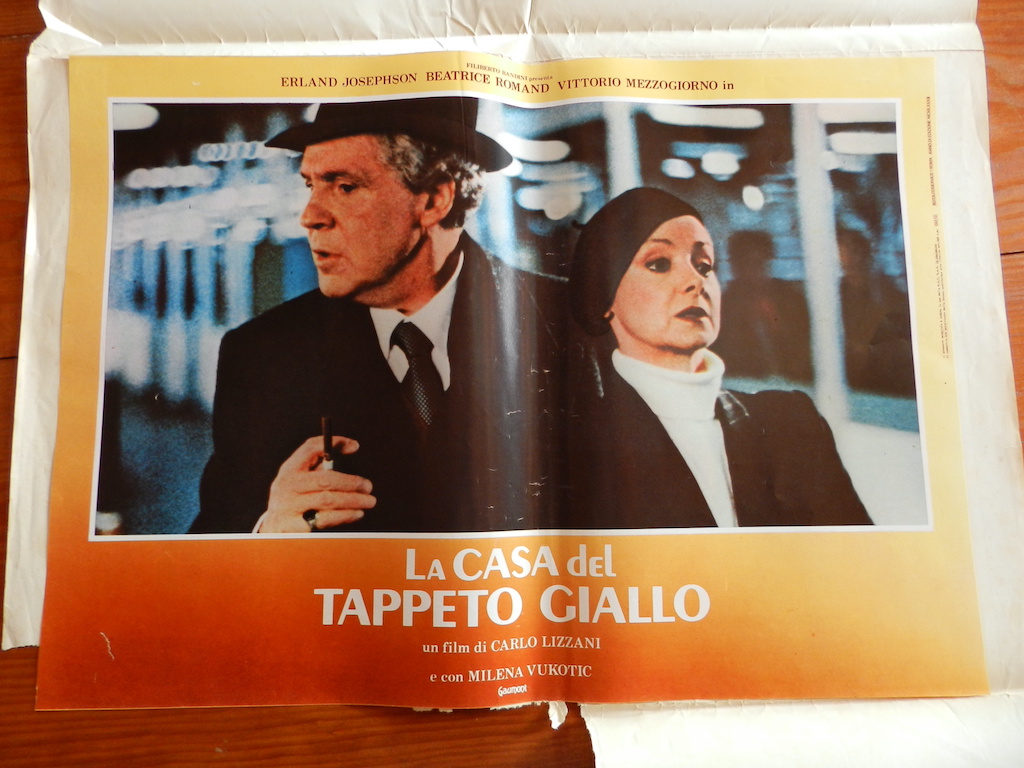 FILIBERTO BANDINI presenta
ERLAND JOSEPHSON BEATRICE ROMAND VITTORIO MEZZOGIORNO in
LA CASA del
TAPPETO GIALLO
un film di CARLO LIZZANI
e con MILENA VUKOTIC
Gaumont